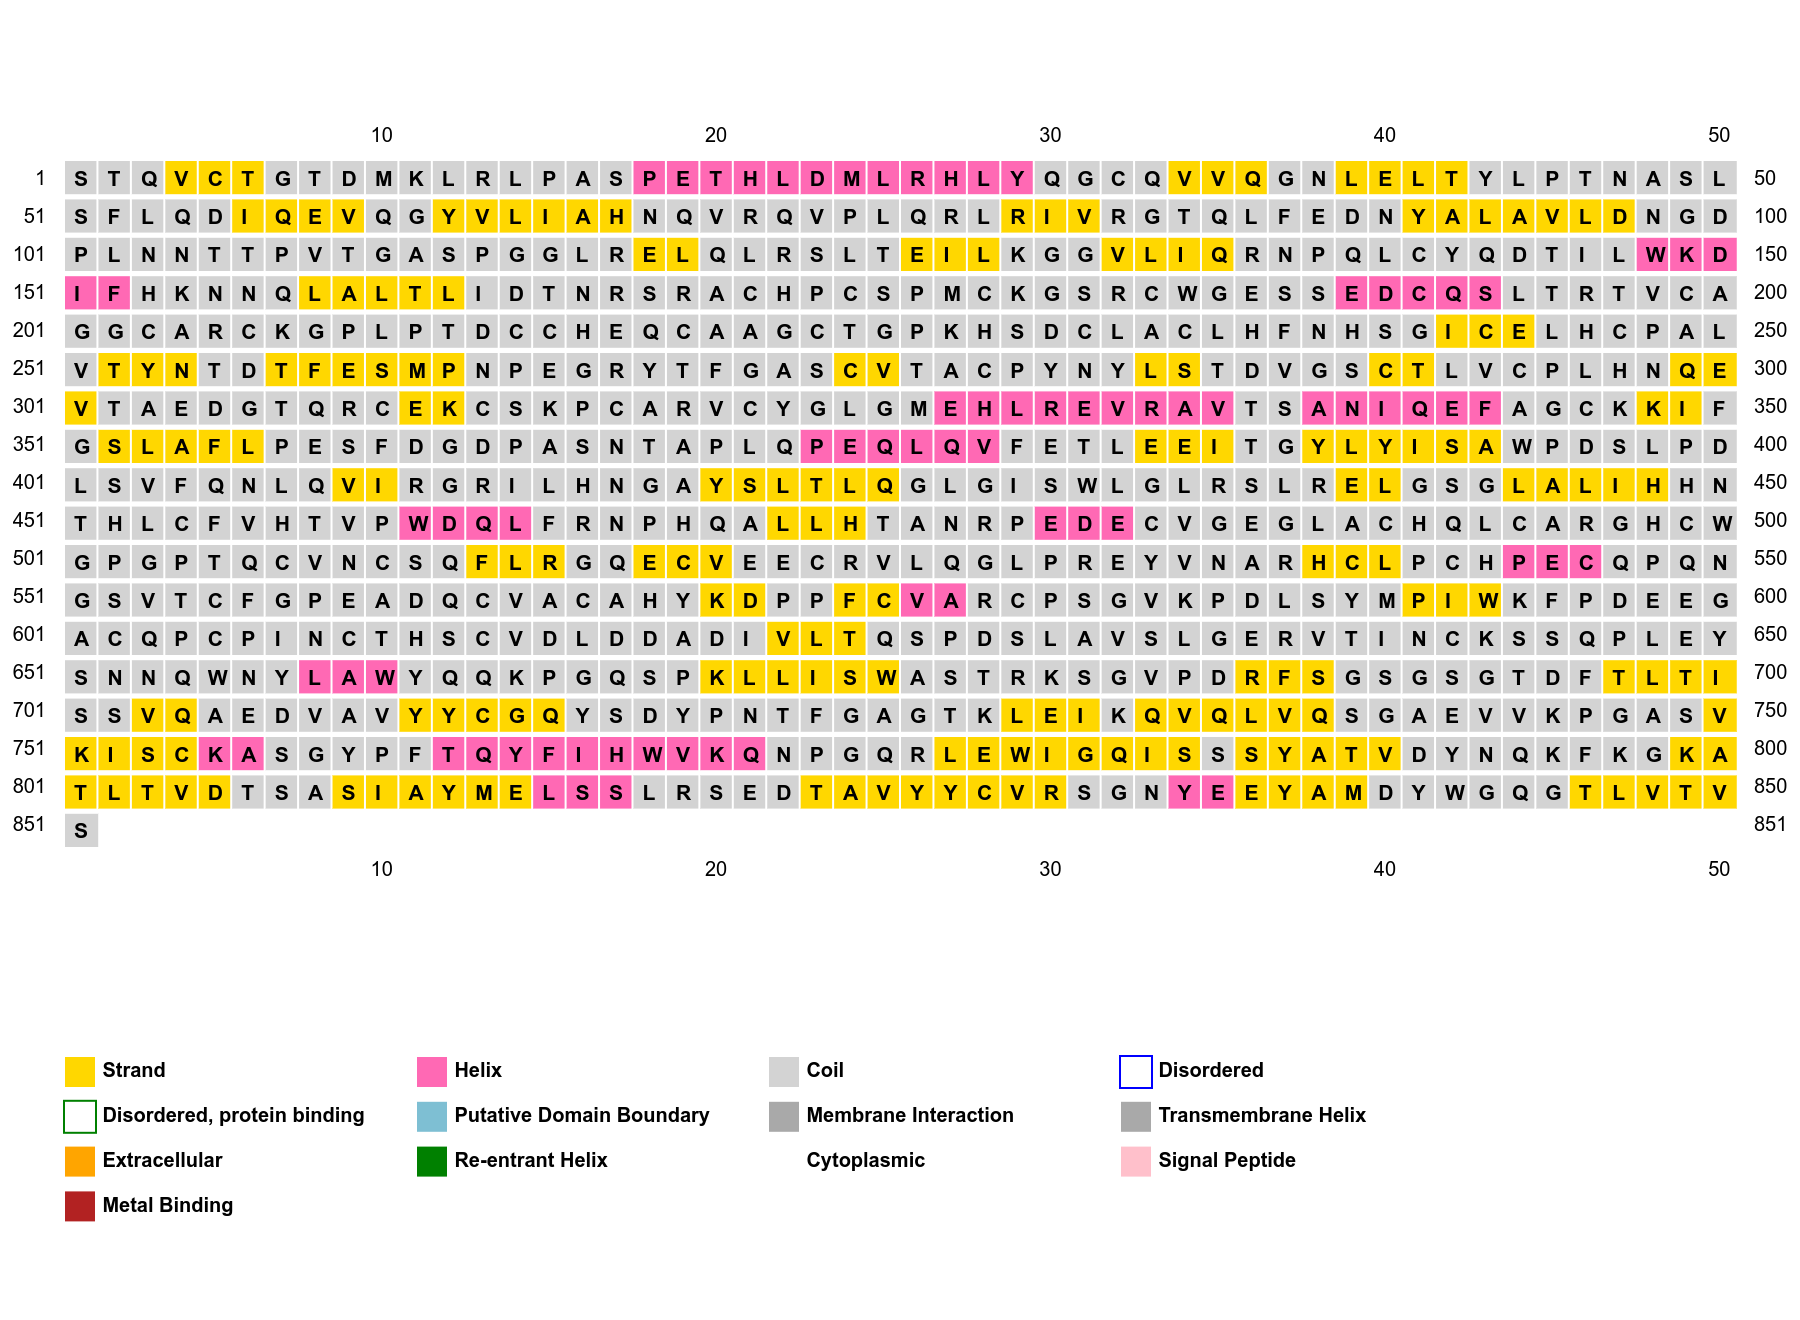 10 20 30 40 50
1 S T Q V C T G T D M K L R L P A S P E T H L D M L R H L Y Q G C Q V V Q G N L E L T Y L P T N A S L 50
51 S F L Q D I Q E V Q G Y V L I A H N Q V R Q V P L Q R L R I V R G T Q L F E D N Y A L A V L D N G D 100
101 P L N N T T P V T G A S P G G L R E L Q L R S L T E I L K G G V L I Q R N P Q L C Y Q D T I L W K D 150
151 I F H K N N Q L A L T L I D T N R S R A C H P C S P M C K G S R C W G E S S E D C Q S L T R T V C A 200
201 G G C A R C K G P L P T D C C H E Q C A A G C T G P K H S D C L A C L H F N H S G I C E L H C P A L 250
251 V T Y N T D T F E S M P N P E G R Y T F G A S C V T A C P Y N Y L S T D V G S C T L V C P L H N Q E 300
301 V T A E D G T Q R C E K C S K P C A R V C Y G L G M E H L R E V R A V T S A N I Q E F A G C K K I F 350
351 G S L A F L P E S F D G D P A S N T A P L Q P E Q L Q V F E T L E E I T G Y L Y I S A W P D S L P D 400
401 L S V F Q N L Q V I R G R I L H N G A Y S L T L Q G L G I S W L G L R S L R E L G S G L A L I H H N 450
451 T H L C F V H T V P W D Q L F R N P H Q A L L H T A N R P E D E C V G E G L A C H Q L C A R G H C W 500
501 G P G P T Q C V N C S Q F L R G Q E C V E E C R V L Q G L P R E Y V N A R H C L P C H P E C Q P Q N 550
551 G S V T C F G P E A D Q C V A C A H Y K D P P F C V A R C P S G V K P D L S Y M P I W K F P D E E G 600
601 A C Q P C P I N C T H S C V D L D D A D I V L T Q S P D S L A V S L G E R V T I N C K S S Q P L E Y 650
651 S N N Q W N Y L A W Y Q Q K P G Q S P K L L I S W A S T R K S G V P D R F S G S G S G T D F T L T I 700
701 S S V Q A E D V A V Y Y C G Q Y S D Y P N T F G A G T K L E I K Q V Q L V Q S G A E V V K P G A S V 750
751 K I S C K A S G Y P F T Q Y F I H W V K Q N P G Q R L E W I G Q I S S S Y A T V D Y N Q K F K G K A 800
801 T L T V D T S A S I A Y M E L S S L R S E D T A V Y Y C V R S G N Y E E Y A M D Y W G Q G T L V T V 850
851 S 851
10 20 30 40 50
Strand Helix Coil Disordered
Disordered, protein binding Putative Domain Boundary Membrane Interaction Transmembrane Helix
Extracellular Re-entrant Helix Cytoplasmic Signal Peptide
Metal Binding